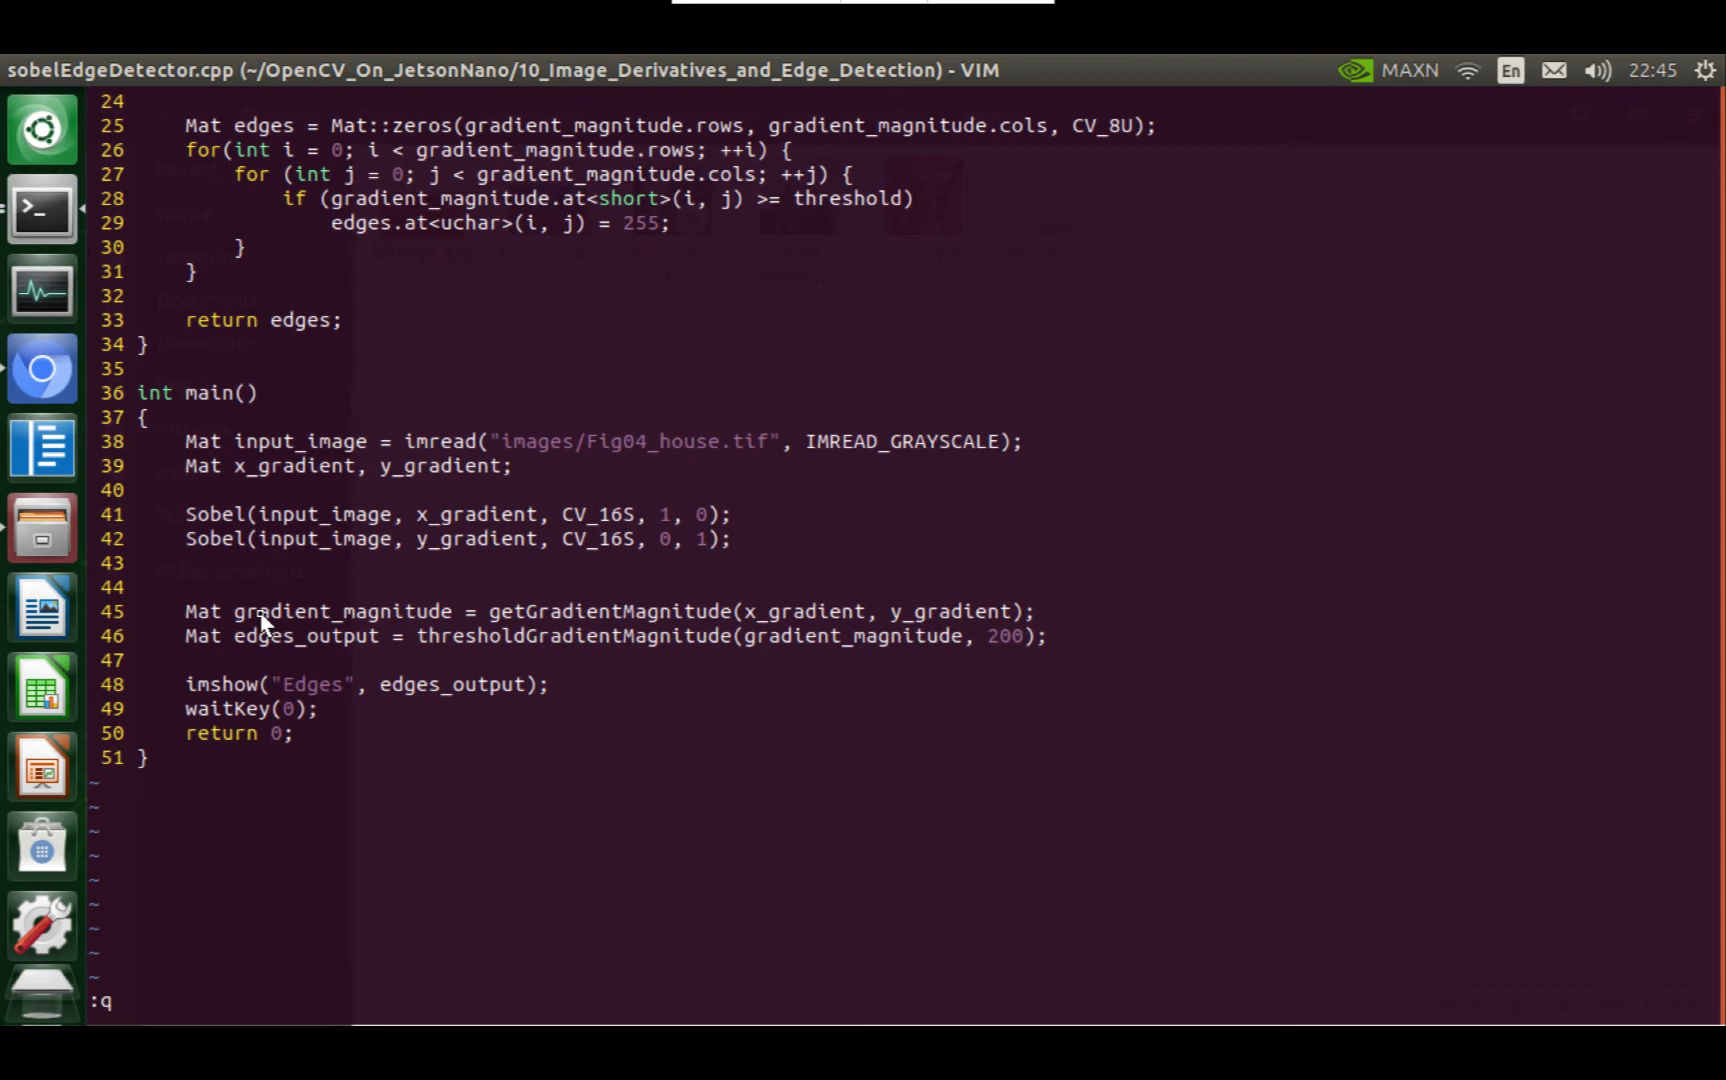 sobelEdgeDetector.cpp (~/OpenCV_On_JetsonNano/10_Image_Derivatives_and_Edge_Detection) - VIM MAXN En 22:45
24
25     Mat edges = Mat::zeros(gradient_magnitude.rows, gradient_magnitude.cols, CV_8U);
26     for(int i = 0; i < gradient_magnitude.rows; ++i) {
27         for (int j = 0; j < gradient_magnitude.cols; ++j) {
28             if (gradient_magnitude.at<short>(i, j) >= threshold)
29                 edges.at<uchar>(i, j) = 255;
30         }
31     }
32
33     return edges;
34 }
35
36 int main()
37 {
38     Mat input_image = imread("images/Fig04_house.tif", IMREAD_GRAYSCALE);
39     Mat x_gradient, y_gradient;
40
41     Sobel(input_image, x_gradient, CV_16S, 1, 0);
42     Sobel(input_image, y_gradient, CV_16S, 0, 1);
43
44
45     Mat gradient_magnitude = getGradientMagnitude(x_gradient, y_gradient);
46     Mat edges_output = thresholdGradientMagnitude(gradient_magnitude, 200);
47
48     imshow("Edges", edges_output);
49     waitKey(0);
50     return 0;
51 }
~
~
~
~
~
~
~
~
~
:q